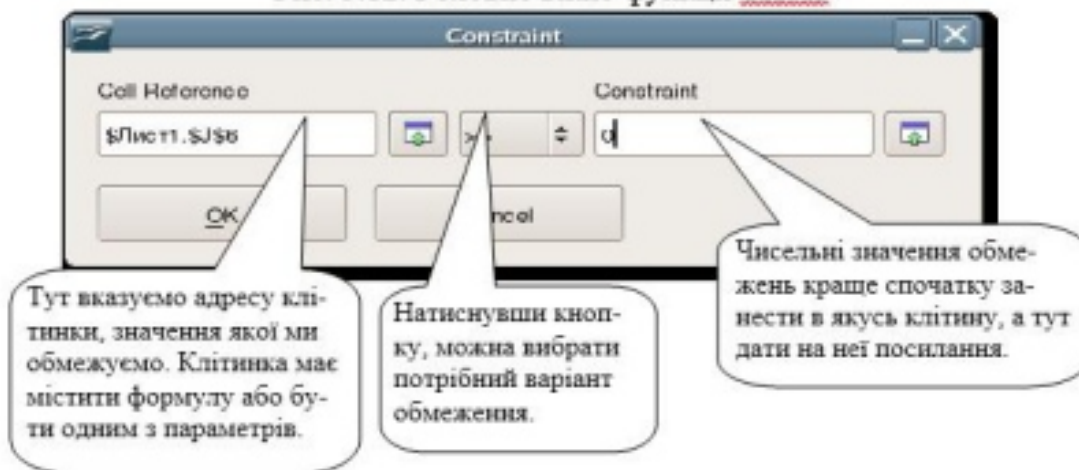 Constraint
Cell Reference
Constraint
$Лист1.$J$6
OK
Тут вказуємо адресу клі-
тинки, значення якої ми
обмежуємо. Клітинка має
містити формулу або бу-
ти одним з параметрів.
Натиснувши кноп-
ку, можна вибрати
потрібний варіант
обмеження.
Чисельні значення обме-
жень краще спочатку за-
нести в якусь клітину, а тут
дати на неї посилання.